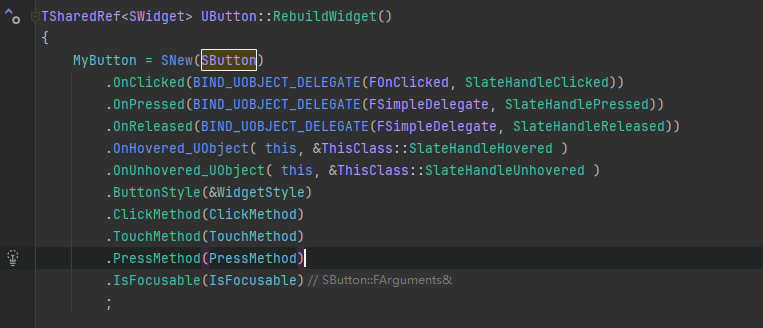 TSharedRef<SWidget> UButton::RebuildWidget()
{
MyButton = SNew(SButton)
.OnClicked(BIND_UOBJECT_DELEGATE(FOnClicked, SlateHandleClicked))
.OnPressed(BIND_UOBJECT_DELEGATE(FSimpleDelegate, SlateHandlePressed))
.OnReleased(BIND_UOBJECT_DELEGATE(FSimpleDelegate, SlateHandleReleased))
.OnHovered_UObject( this, &ThisClass::SlateHandleHovered )
.OnUnhovered_UObject( this, &ThisClass::SlateHandleUnhovered )
.ButtonStyle(&WidgetStyle)
.ClickMethod(ClickMethod)
.TouchMethod(TouchMethod)
.PressMethod(PressMethod)
.IsFocusable(IsFocusable) // SButton::FArguments&
;